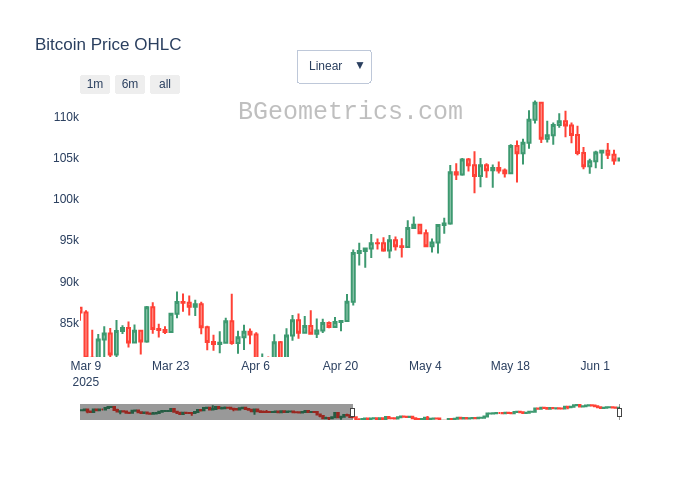 Bitcoin Price OHLC
Linear ▼
1m 6m all
BGeometrics.com
110k
105k
100k
95k
90k
85k
Mar 9 Mar 23 Apr 6 Apr 20 May 4 May 18 Jun 1
2025